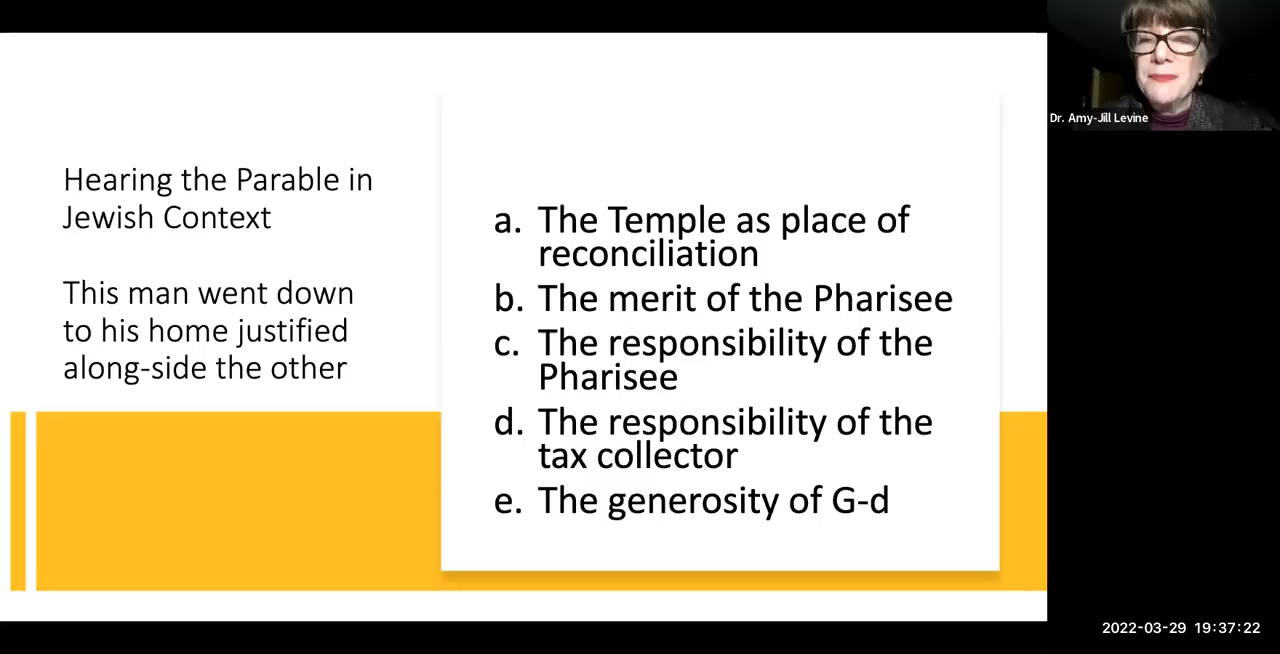 Hearing the Parable in
Jewish Context
This man went down
to his home justified
along-side the other
a. The Temple as place of
reconciliation
b. The merit of the Pharisee
c. The responsibility of the
Pharisee
d. The responsibility of the
tax collector
e. The generosity of G-d
Dr. Amy-Jill Levine
2022-03-29 19:37:22